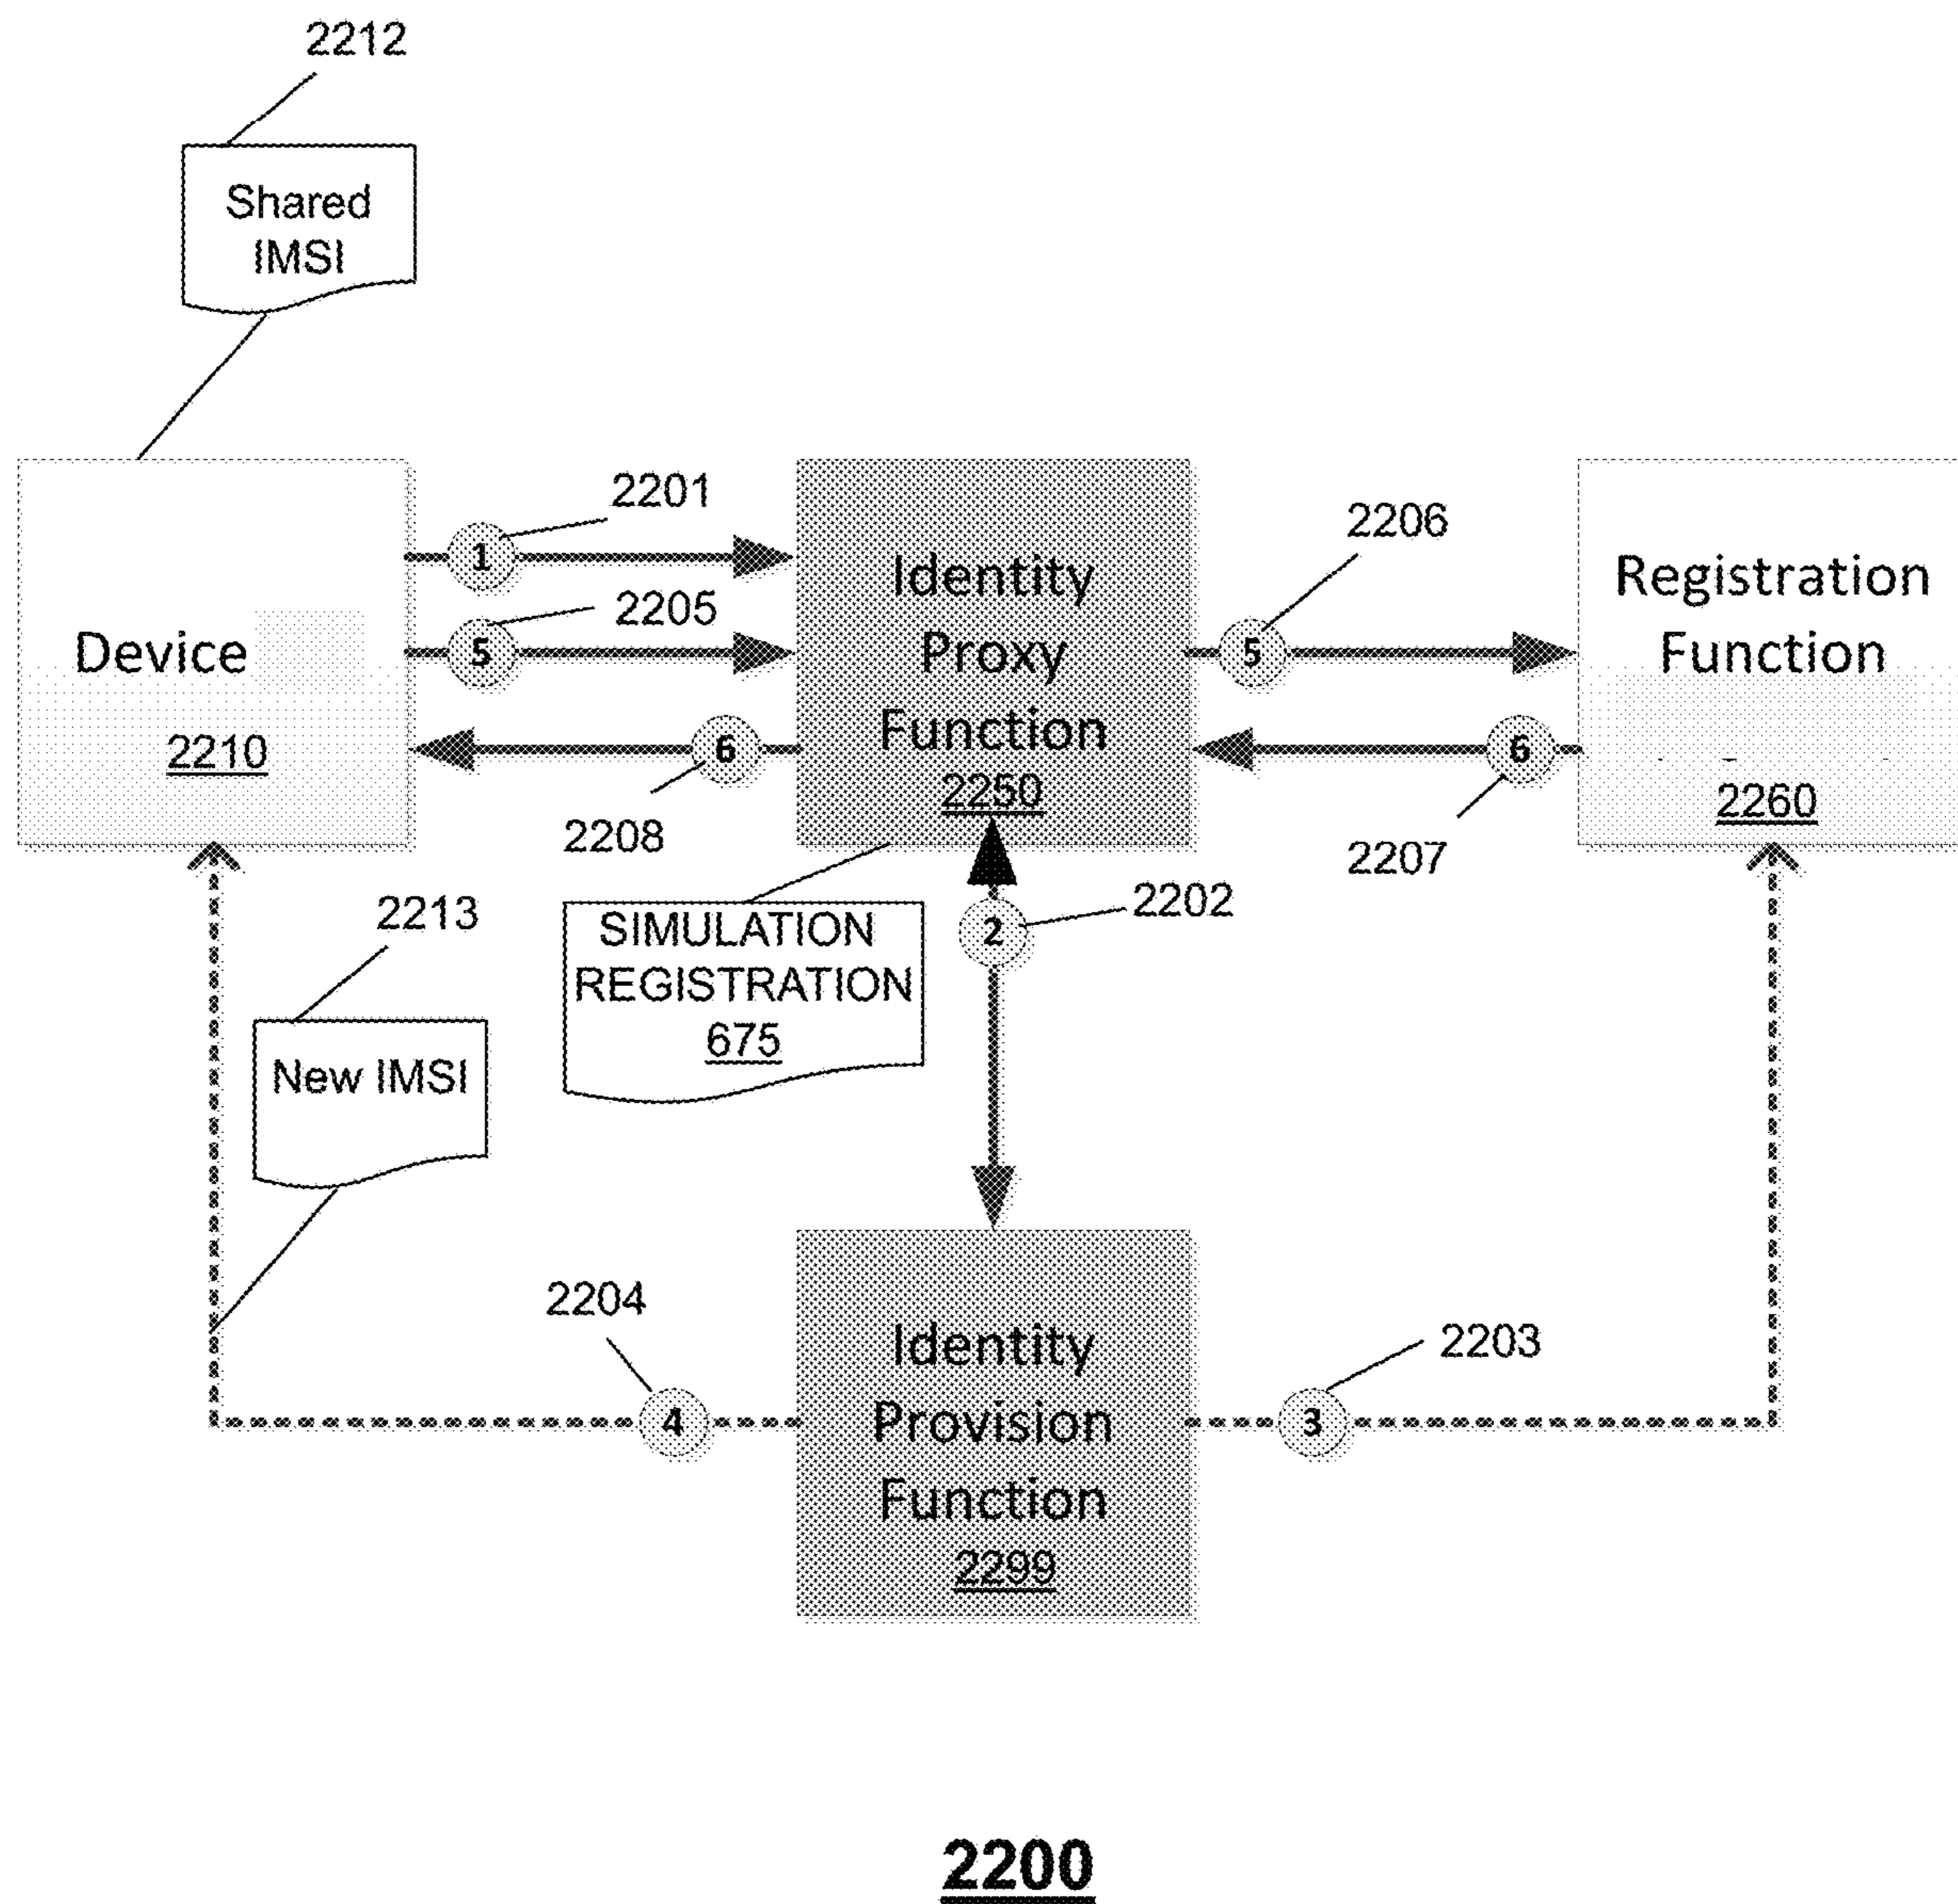 2212
Shared
IMSI
2201
2206
1
Identity
Registration
2205
Device
5
Proxy
5
Function
2210
6
Function
6
2250
2260
2208
2207
2213
SIMULATION
2
2202
REGISTRATION
675
New IMSI
2204
Identity
2203
4
Provision
3
Function
2299
2200